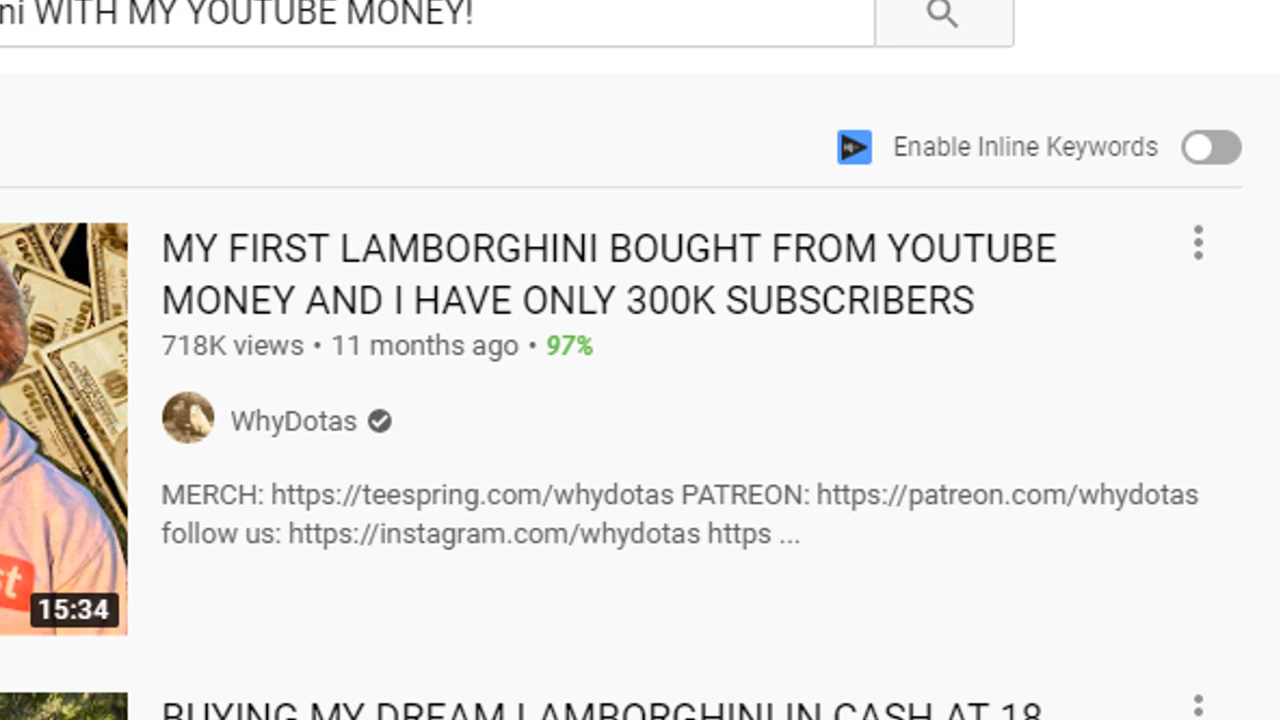 ni WITH MY YOUTUBE MONEY!
Enable Inline Keywords
MY FIRST LAMBORGHINI BOUGHT FROM YOUTUBE
MONEY AND I HAVE ONLY 300K SUBSCRIBERS
718K views • 11 months ago • 97%
WhyDotas
MERCH: https://teespring.com/whydotas PATREON: https://patreon.com/whydotas
follow us: https://instagram.com/whydotas https ...
st
15:34
BUYING MY DREAM LAMBORGHINI IN CASH AT 18